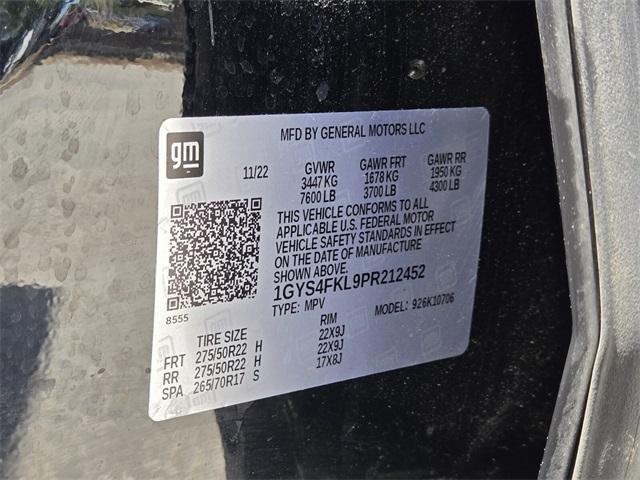 gm
MFD BY GENERAL MOTORS LLC
11/22 GVWR GAWR FRT GAWR RR
3447 KG 1678 KG 1950 KG
7600 LB 3700 LB 4300 LB
THIS VEHICLE CONFORMS TO ALL
APPLICABLE U.S. FEDERAL MOTOR
VEHICLE SAFETY STANDARDS IN EFFECT
ON THE DATE OF MANUFACTURE
SHOWN ABOVE.
1GYS4FKL9PR212452
8555
TYPE: MPV MODEL: 926K10706
TIRE SIZE RIM
FRT 275/50R22 H 22X9J
RR 275/50R22 H 22X9J
SPA 265/70R17 S 17X8J